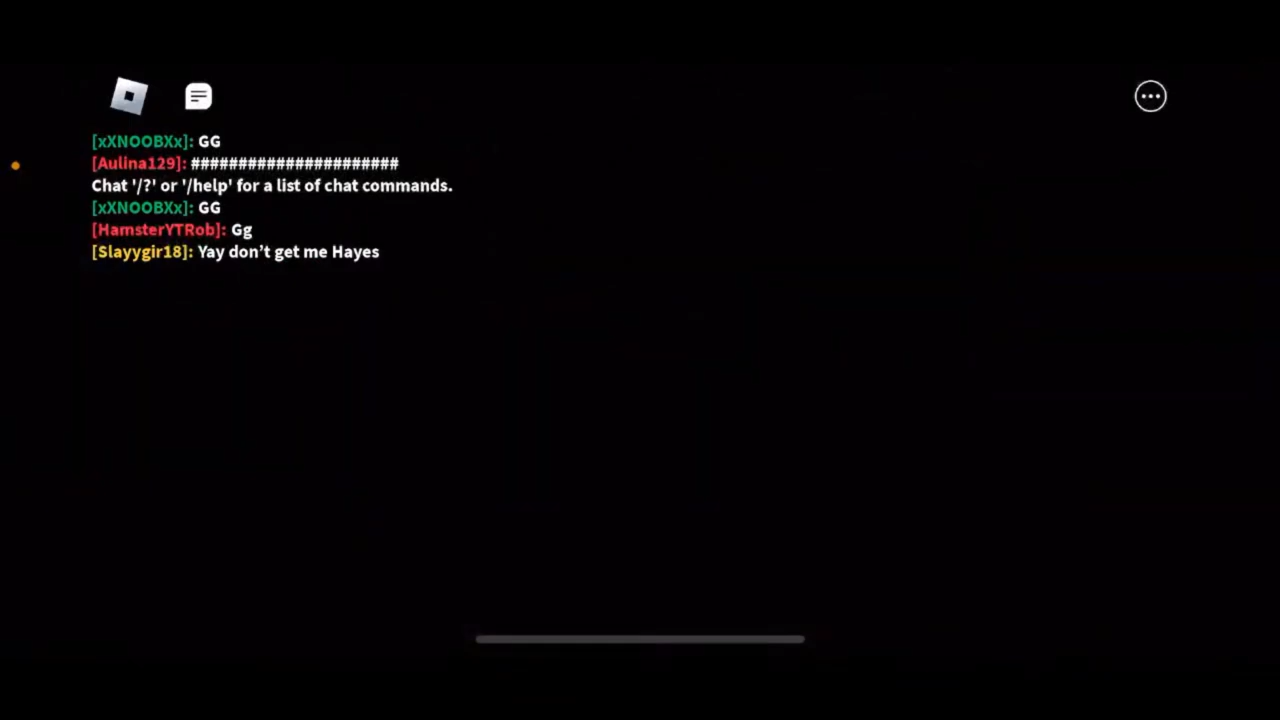 [xXNOOBXx]: GG
[Aulina129]: ######################
Chat '/?' or '/help' for a list of chat commands.
[xXNOOBXx]: GG
[HamsterYTRob]: Gg
[Slayygir18]: Yay don’t get me Hayes